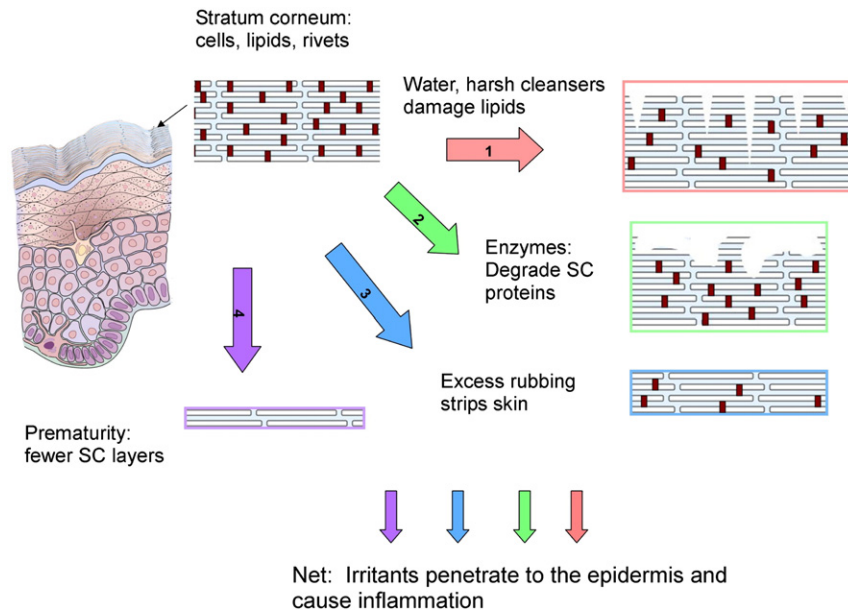 Stratum corneum:
cells, lipids, rivets
Water, harsh cleansers
damage lipids
1
2
Enzymes:
Degrade SC
proteins
3
4
Excess rubbing
strips skin
Prematurity:
fewer SC layers
Net:  Irritants penetrate to the epidermis and
cause inflammation